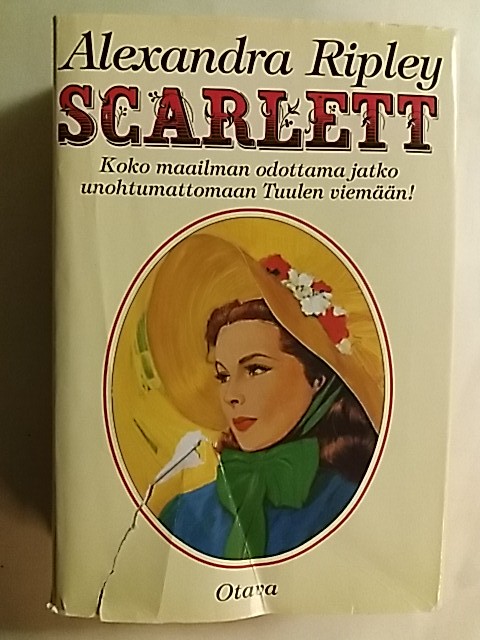 Alexandra Ripley
SCARLETT
Koko maailman odottama jatko
unohtumattomaan Tuulen viemään!
Otava